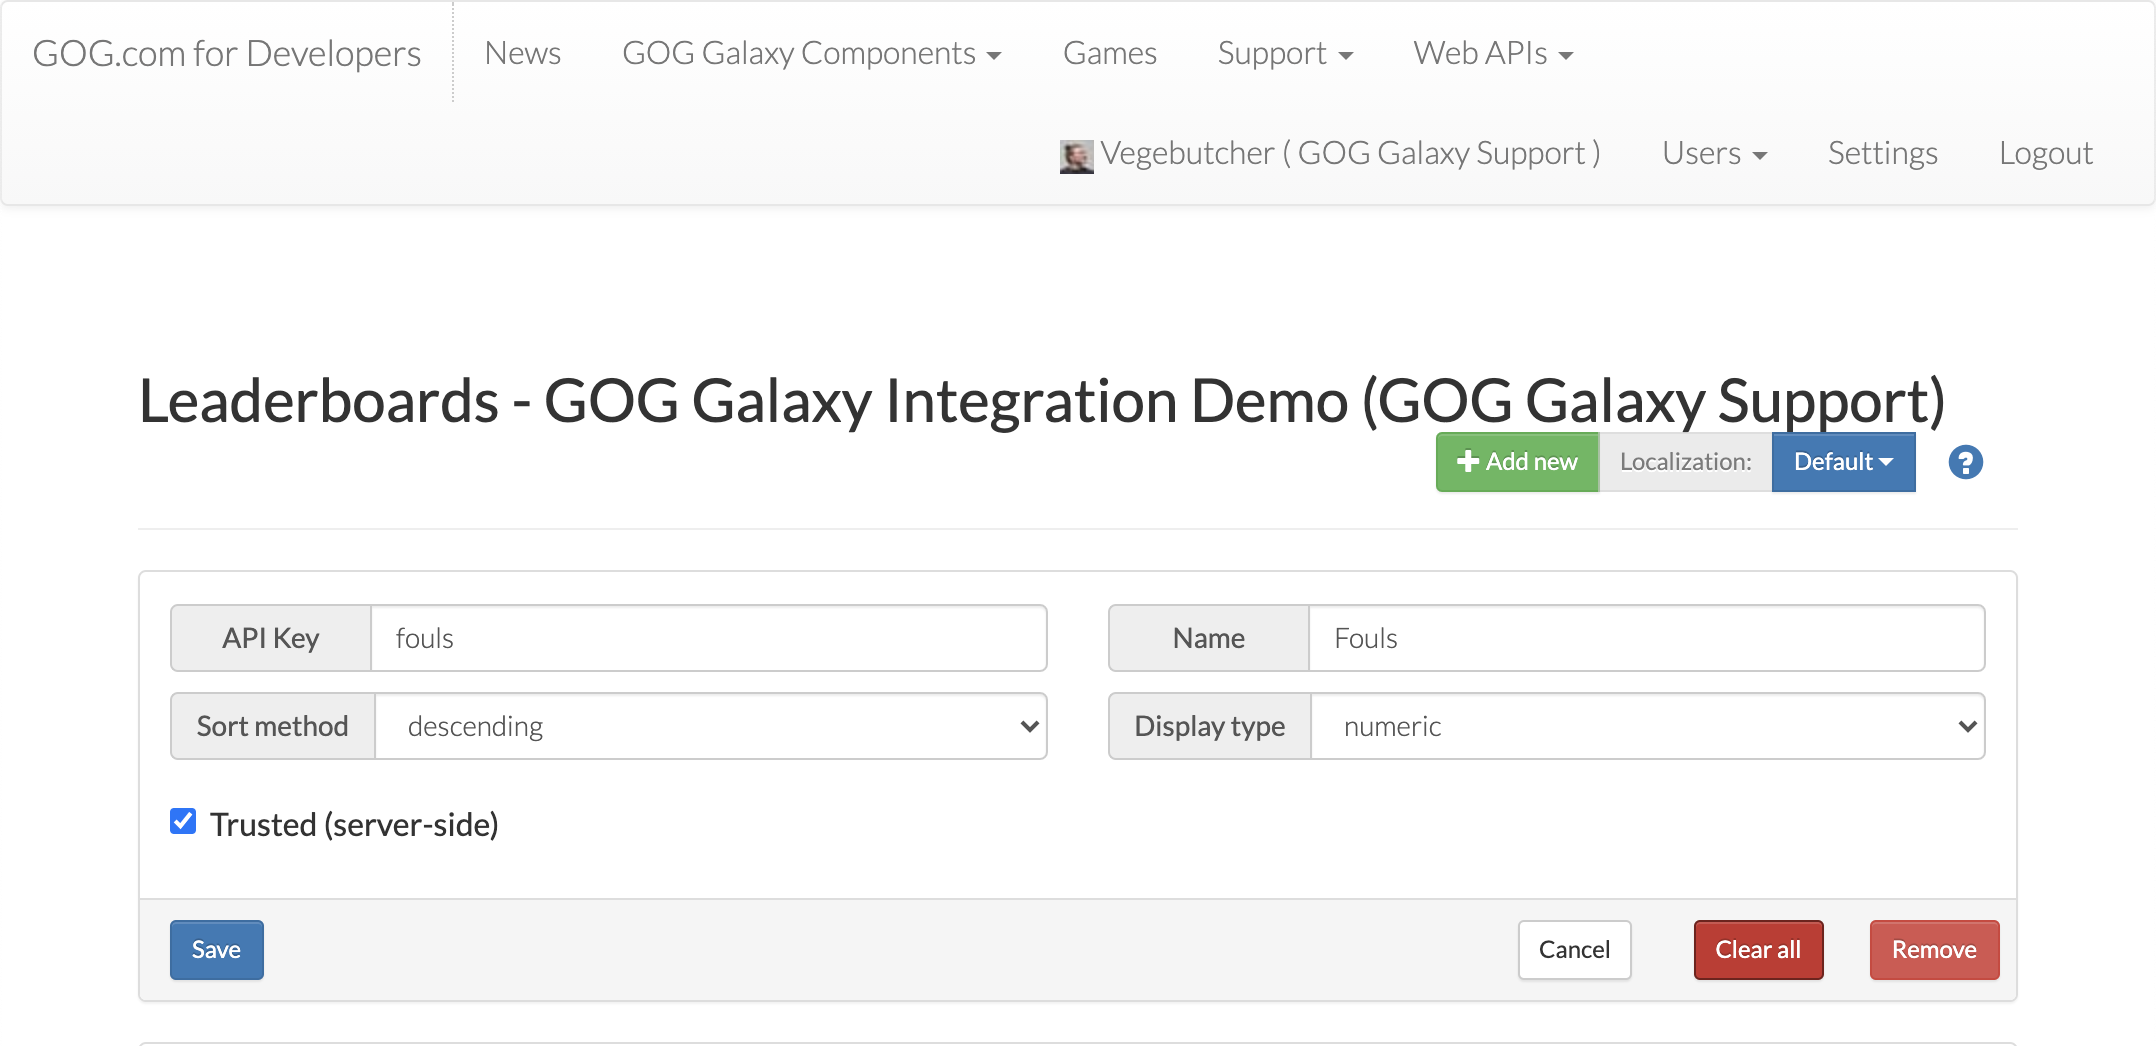 GOG.com for Developers News GOG Galaxy Components Games Support Web APIs
Vegebutcher ( GOG Galaxy Support ) Users Settings Logout
Leaderboards - GOG Galaxy Integration Demo (GOG Galaxy Support)
Add new Localization: Default ?
API Key fouls Name Fouls
Sort method descending Display type numeric
Trusted (server-side)
Save Cancel Clear all Remove